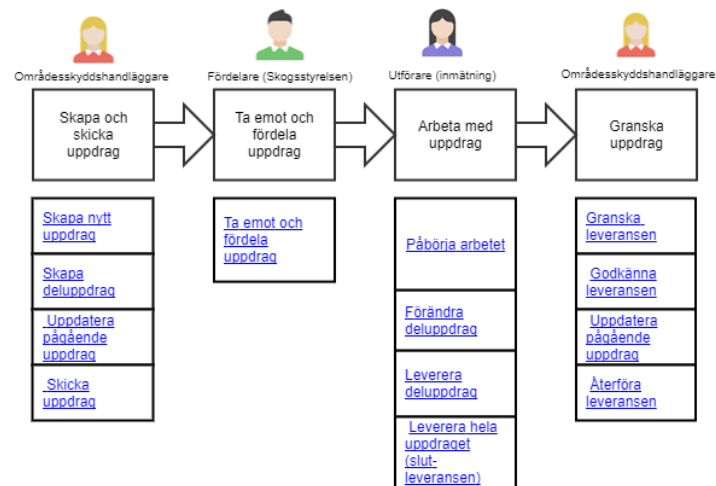 Områdesskyddshandläggare
Fördelare (Skogsstyrelsen)
Utförare (inmätning)
Områdesskyddshandläggare
Skapa och
skicka
uppdrag
Ta emot och
fördela
uppdrag
Arbeta med
uppdrag
Granska
uppdrag
Skapa nytt
uppdrag
Skapa
deluppdrag
Uppdatera
pågående
uppdrag
Skicka
uppdrag
Ta emot och
fördela
uppdrag
Påbörja arbetet
Förändra
deluppdrag
Leverera
deluppdrag
Leverera hela
uppdraget
(slut-
leveransen)
Granska
leveransen
Godkänna
leveransen
Uppdatera
pågående
uppdrag
Återföra
leveransen